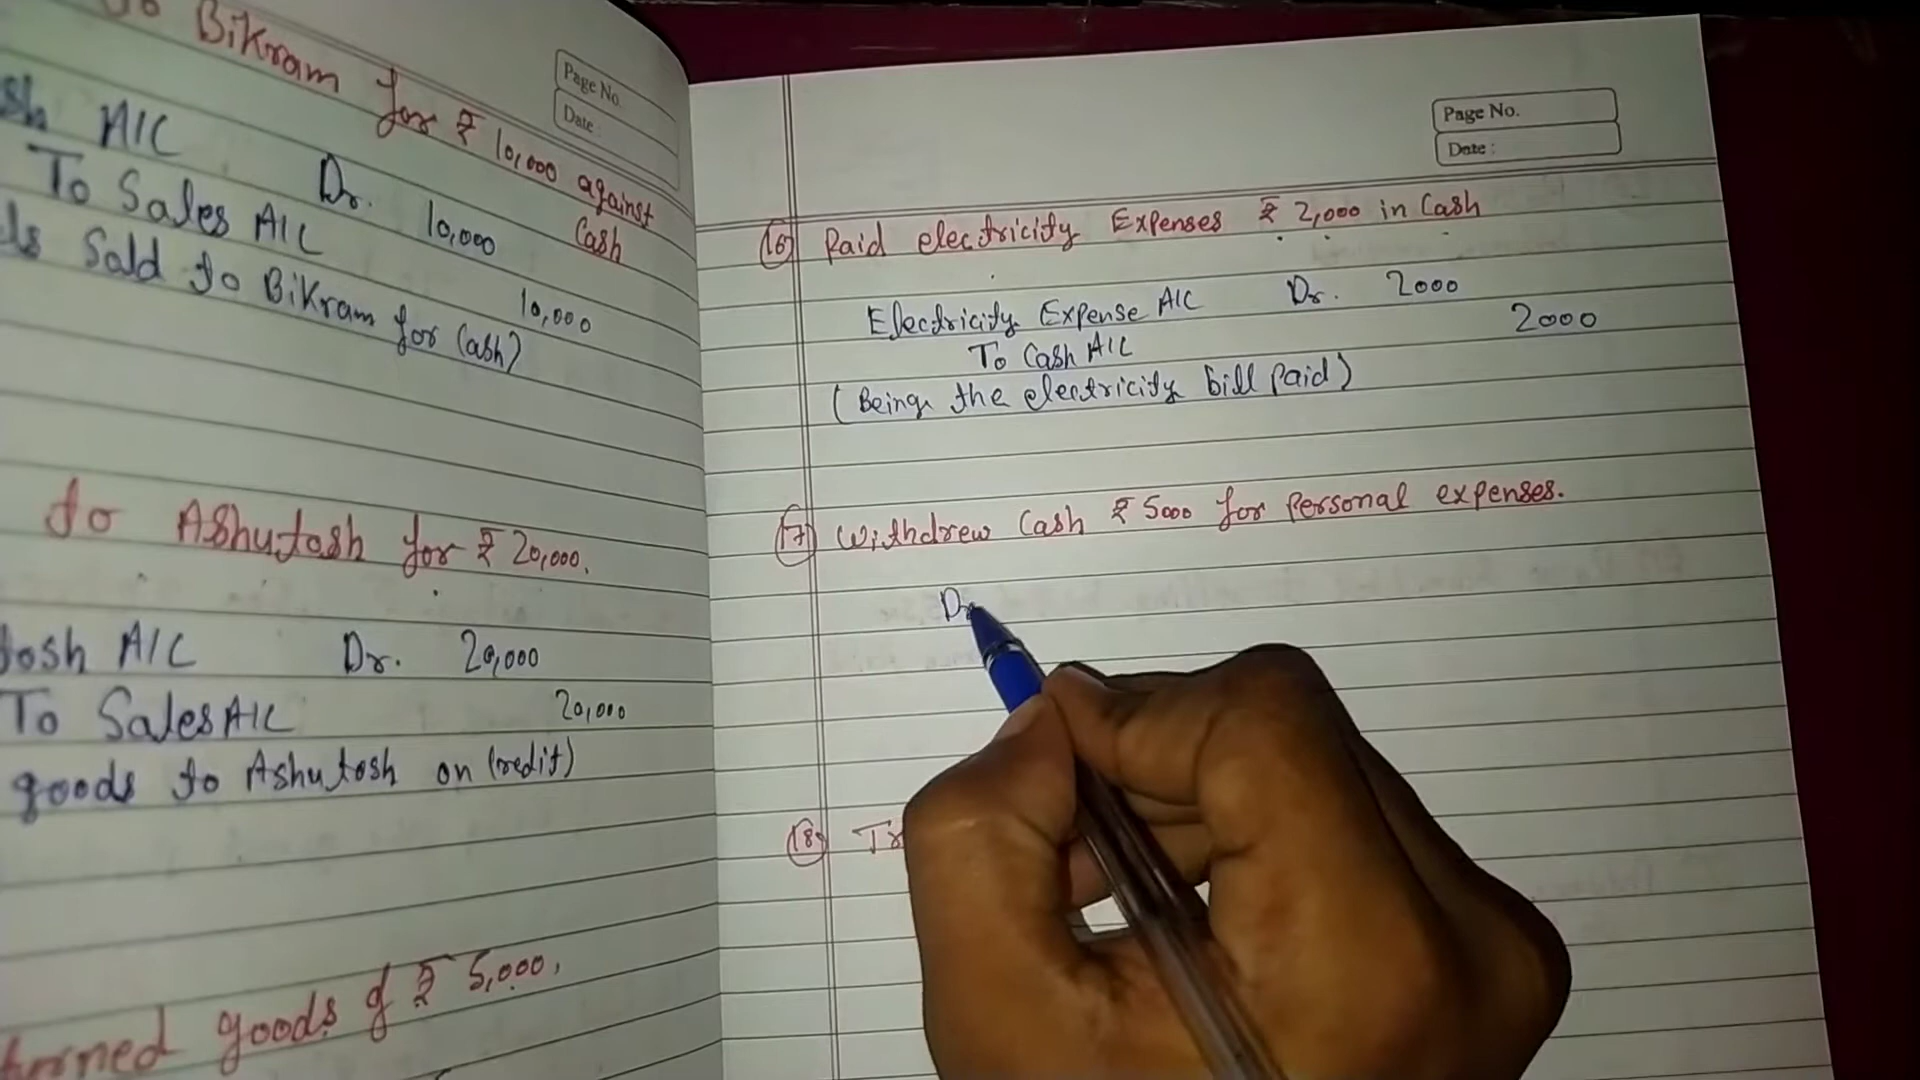 Bikram for ₹ 10,000 against
Cash
A/C Dr. 10,000
To Sales A/C 10,000
Sald to Bikram for Cash)
to Ashutosh for ₹ 20,000.
tosh A/C Dr. 20,000
To Sales A/C 20,000
goods to Ashutosh on Credit)
goods of ₹ 5,000,
Page No.
Date :
Page No.
Date :
(16) Paid electricity Expenses ₹ 2,000 in Cash
Electricity Expense A/C Dr. 2000
To Cash A/C 2000
(Being the electricity bill paid)
(17) Withdrew Cash ₹ 5000 for Personal expenses.
Dr
(18)